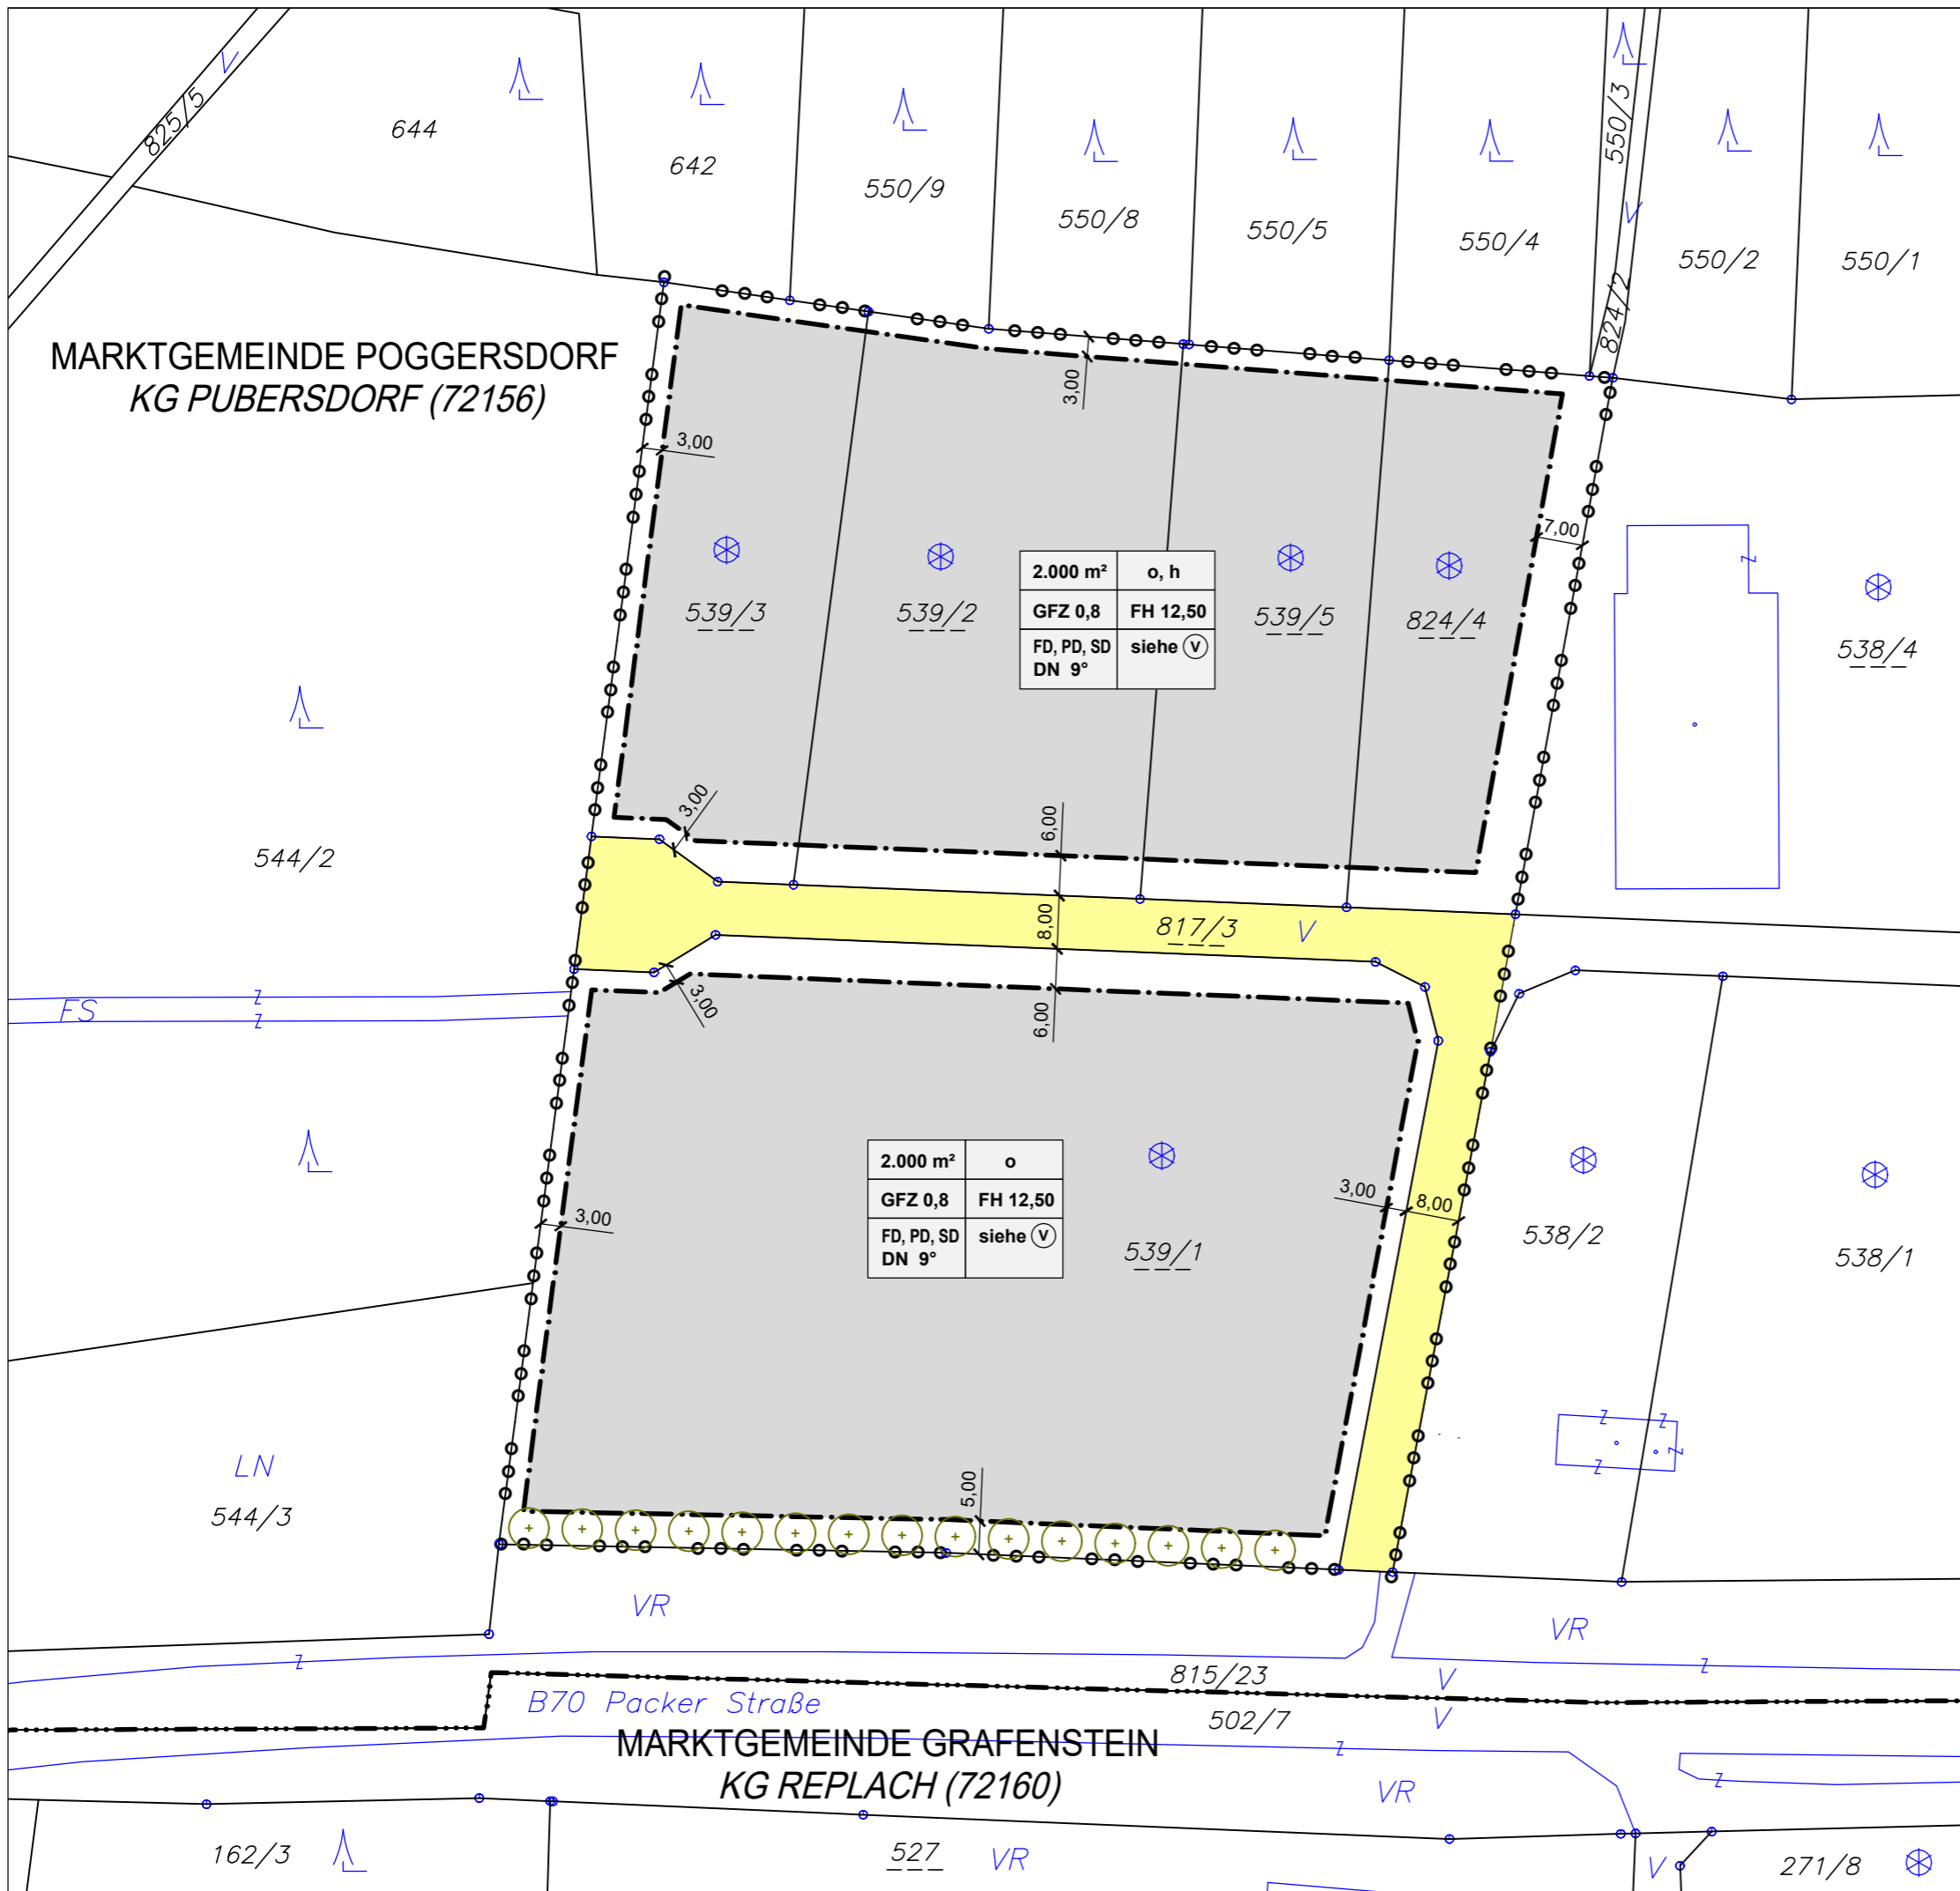 V
825/5
644
642
550/9
550/8
550/5
550/4
550/3
V
824/2
550/2
550/1
MARKTGEMEINDE POGGERSDORF
KG PUBERSDORF (72156)
3,00
3,00
7,00
539/3
539/2
2.000 m² o, h
GFZ 0,8 FH 12,50
FD, PD, SD siehe V
DN 9°
539/5
824/4
538/4
Z
3,00
6,00
544/2
8,00
817/3 V
FS
Z
Z
3,00
6,00
2.000 m² o
GFZ 0,8 FH 12,50
FD, PD, SD siehe V
DN 9°
3,00
539/1
3,00
8,00
538/2
538/1
Z
Z
Z
Z
LN
544/3
5,00
VR
VR
Z
815/23
V
Z
B70 Packer Straße
502/7
V
MARKTGEMEINDE GRAFENSTEIN
KG REPLACH (72160)
Z
VR
Z
162/3
527
VR
V
271/8